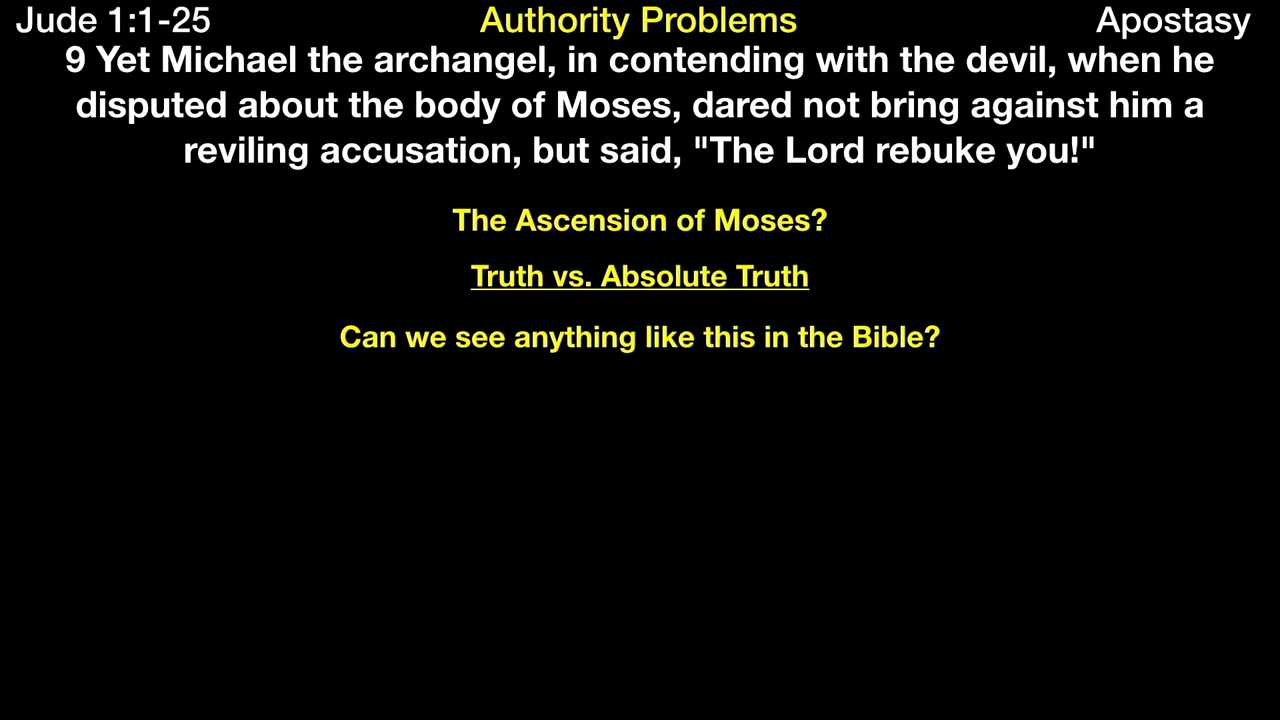 Jude 1:1-25 Authority Problems Apostasy
9 Yet Michael the archangel, in contending with the devil, when he
disputed about the body of Moses, dared not bring against him a
reviling accusation, but said, "The Lord rebuke you!"
The Ascension of Moses?
Truth vs. Absolute Truth
Can we see anything like this in the Bible?